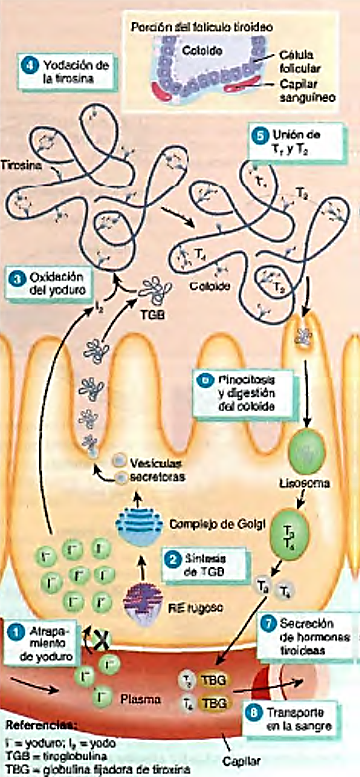 Porción del folículo tiroideo
Coloide
Célula
folicular
Capilar
sanguíneo
4 Yodación de
la tirosina
5 Unión de
T₁ y T₂
Tirosina
T₁
T₃
T₄
T₂
Coloide
3 Oxidación
del yoduro
I₂
TGB
6 Pinocitosis
y digestión
del coloide
Vesículas
secretoras
Lisosoma
Complejo de Golgi
T₃
T₄
2 Síntesis
de TGB
T₃ T₄
RE rugoso
I⁻ I⁻
I⁻ I⁻ I⁻
I⁻ I⁻ I⁻
1 Atrapa-
miento
de yoduro
7 Secreción
de hormonas
tiroideas
I⁻ I⁻
I⁻
Plasma
T₃ TBG
T₄ TBG
8 Transporte
en la sangre
Capilar
Referencias:
I⁻ = yoduro; I₂ = yodo
TGB = tiroglobulina
TBG = globulina fijadora de tiroxina